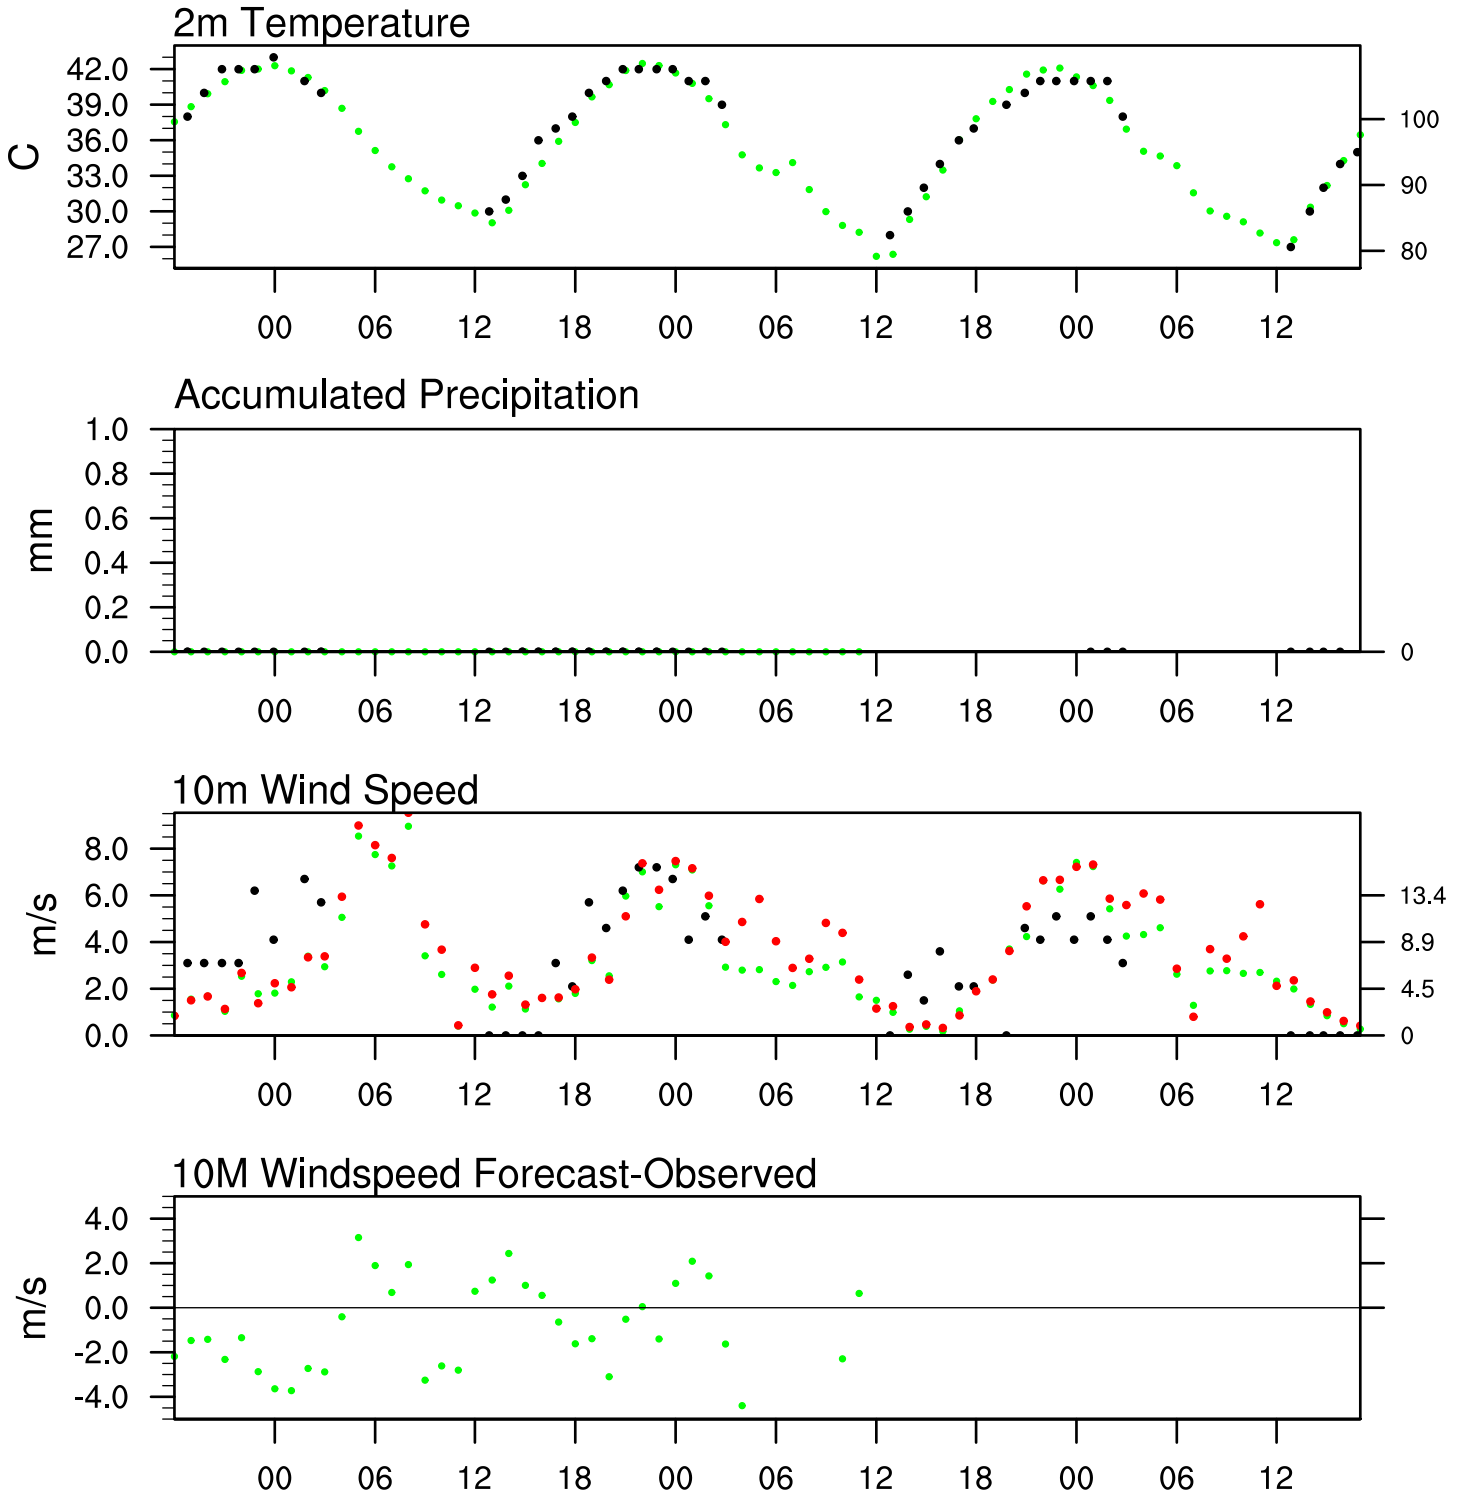 2m Temperature
C
42.0
39.0
36.0
33.0
30.0
27.0
100
90
80
00 06 12 18 00 06 12 18 00 06 12
Accumulated Precipitation
mm
1.0
0.8
0.6
0.4
0.2
0.0
0
00 06 12 18 00 06 12 18 00 06 12
10m Wind Speed
m/s
8.0
6.0
4.0
2.0
0.0
13.4
8.9
4.5
0
00 06 12 18 00 06 12 18 00 06 12
10M Windspeed Forecast-Observed
m/s
4.0
2.0
0.0
-2.0
-4.0
00 06 12 18 00 06 12 18 00 06 12